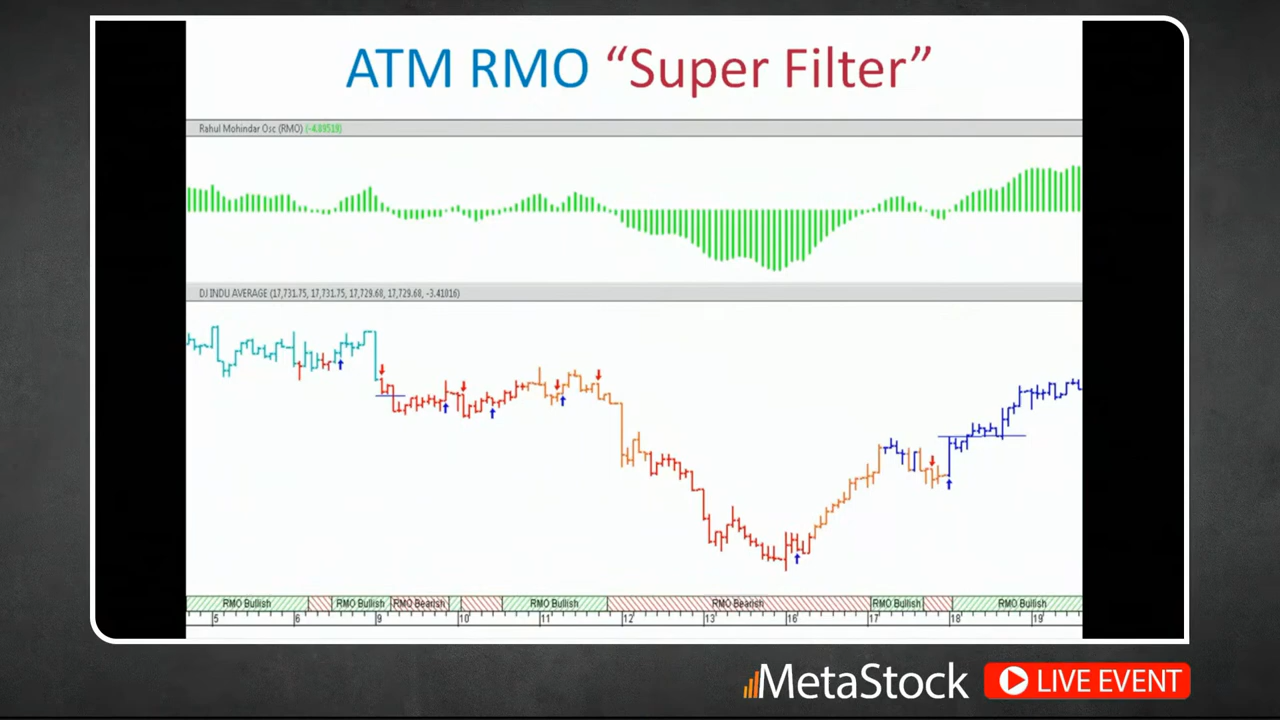 ATM RMO “Super Filter”
Rahul Mohindar Osc (RMO) (-4.89518)
DJ INDU AVERAGE (17,731.75, 17,731.75, 17,729.68, 17,729.68, -3.41016)
RMO Bullish RMO Bullish RMO Bearish RMO Bullish RMO Bearish RMO Bullish RMO Bullish
5 6 9 10 11 12 13 16 17 18 19
MetaStock LIVE EVENT